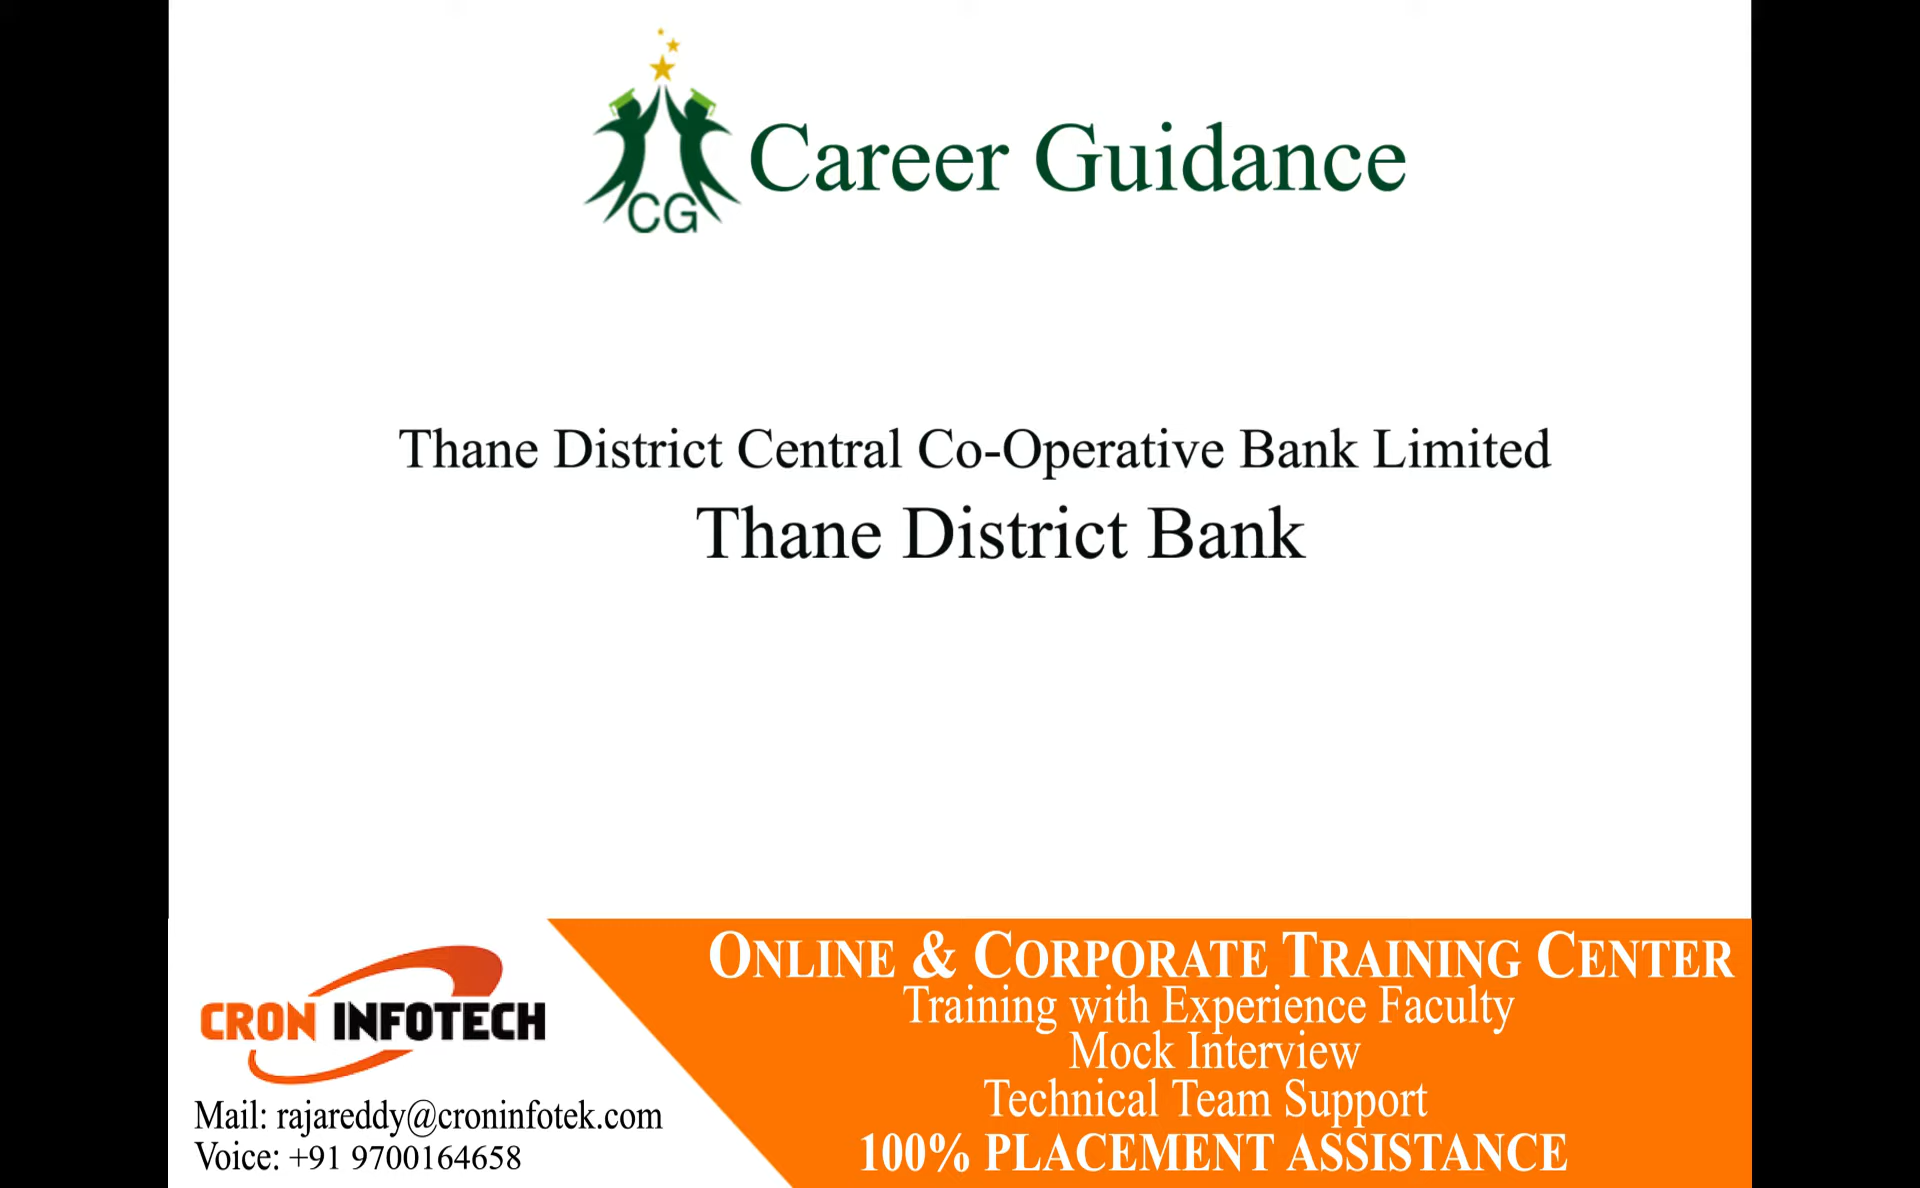 Career Guidance
CG
Thane District Central Co-Operative Bank Limited
Thane District Bank
CRON INFOTECH
Mail: rajareddy@croninfotek.com
Voice: +91 9700164658
ONLINE & CORPORATE TRAINING CENTER
Training with Experience Faculty
Mock Interview
Technical Team Support
100% PLACEMENT ASSISTANCE